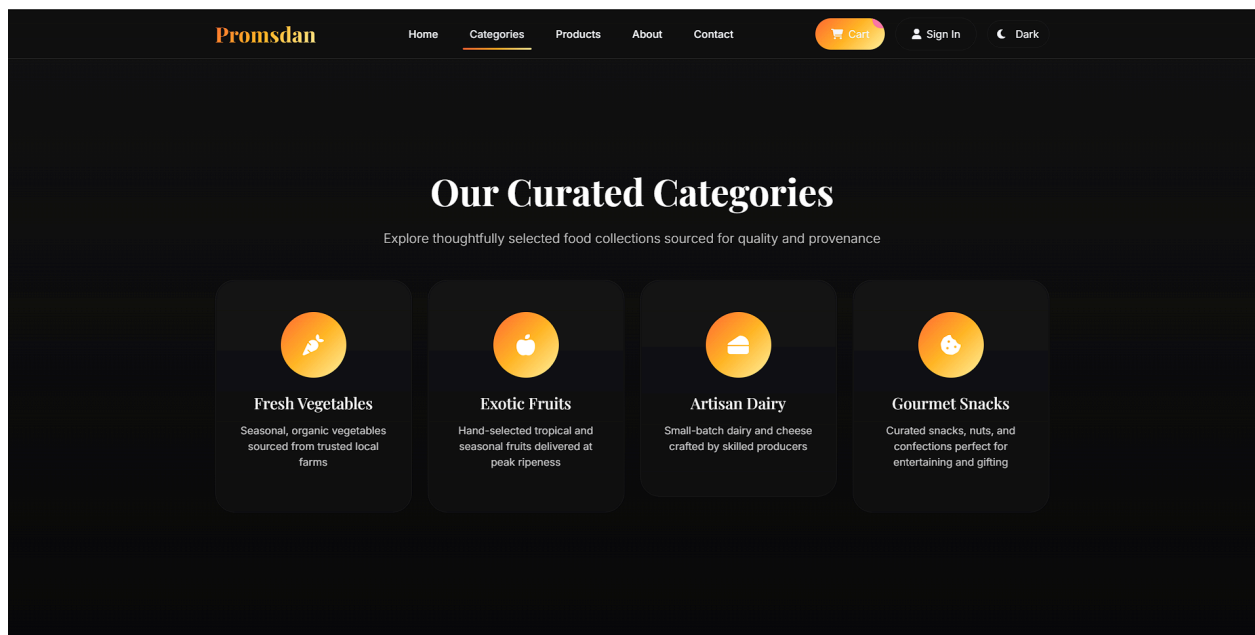 Promsdan
Home Categories Products About Contact
Cart Sign In Dark
Our Curated Categories
Explore thoughtfully selected food collections sourced for quality and provenance
Fresh Vegetables
Seasonal, organic vegetables
sourced from trusted local
farms
Exotic Fruits
Hand-selected tropical and
seasonal fruits delivered at
peak ripeness
Artisan Dairy
Small-batch dairy and cheese
crafted by skilled producers
Gourmet Snacks
Curated snacks, nuts, and
confections perfect for
entertaining and gifting